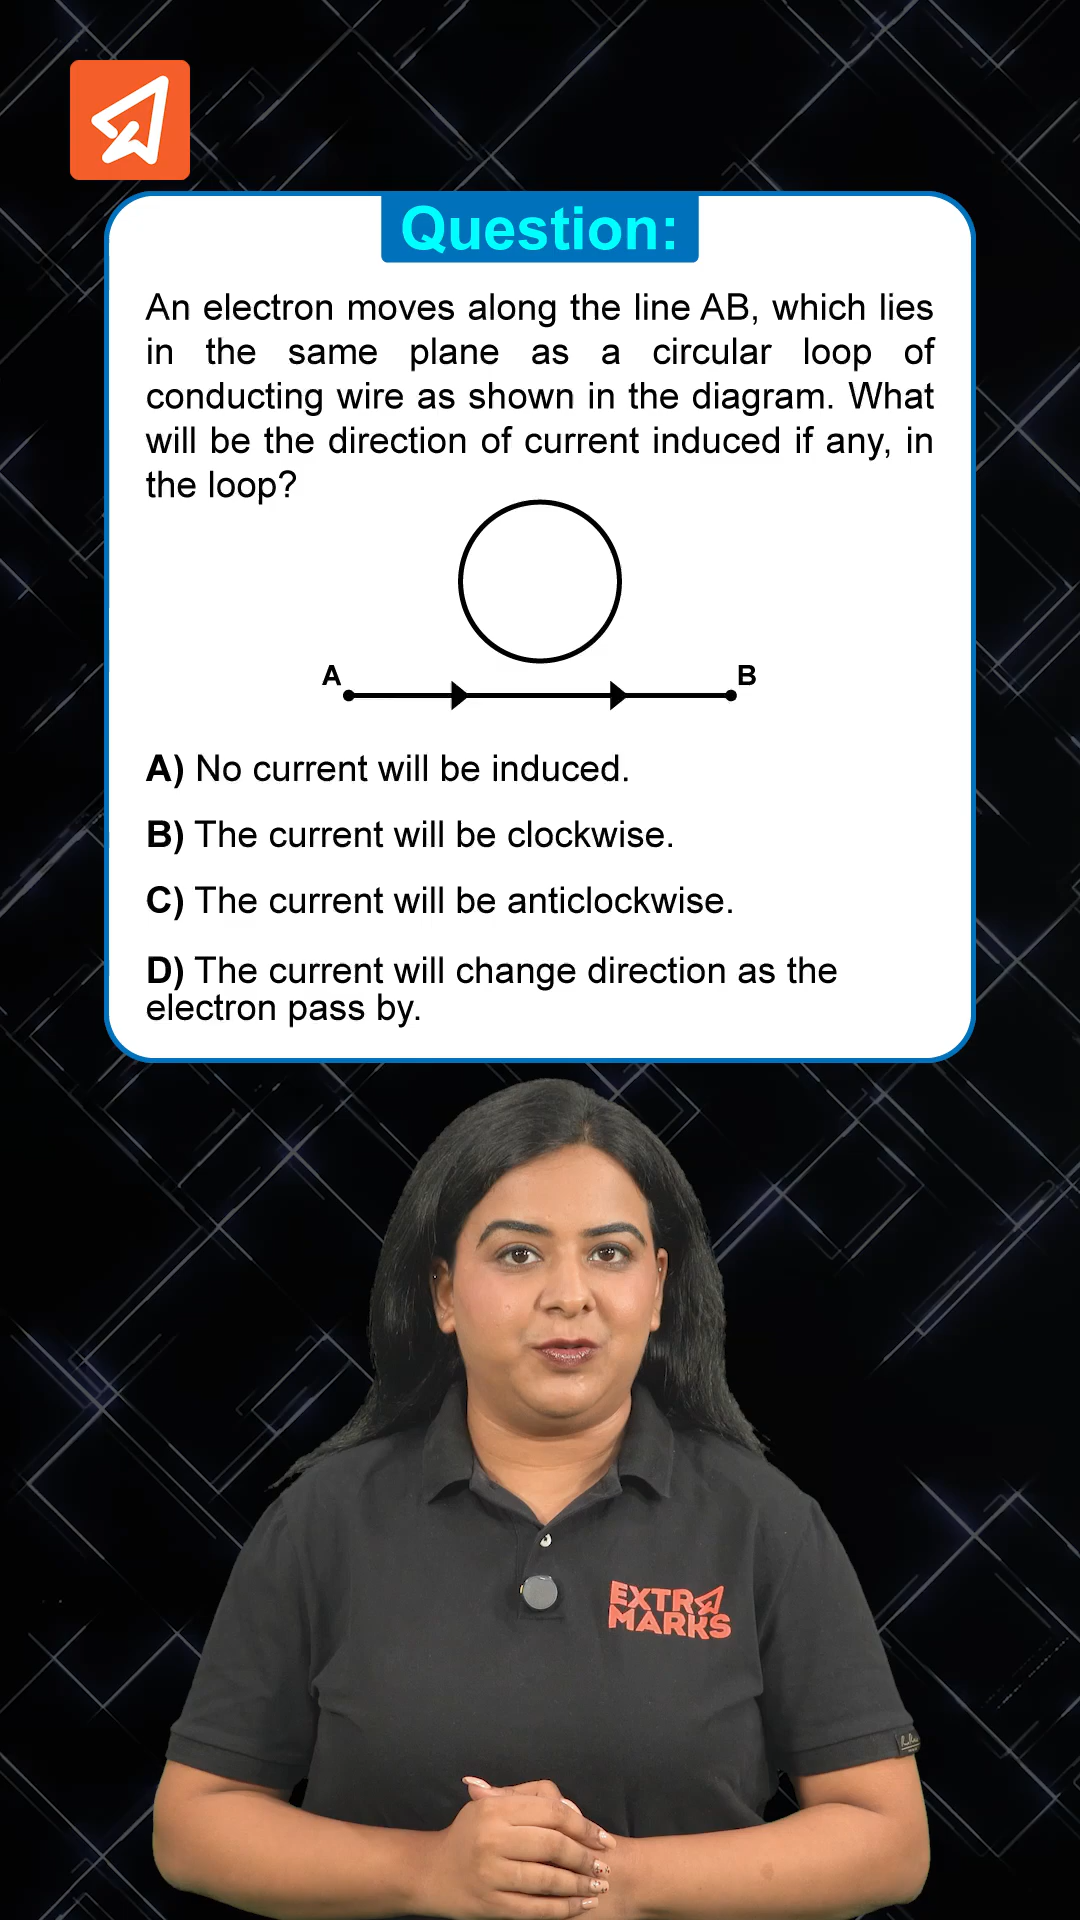 Question:
An electron moves along the line AB, which lies
in the same plane as a circular loop of
conducting wire as shown in the diagram. What
will be the direction of current induced if any, in
the loop?
A
B
A) No current will be induced.
B) The current will be clockwise.
C) The current will be anticlockwise.
D) The current will change direction as the
electron pass by.
EXTRA
MARKS